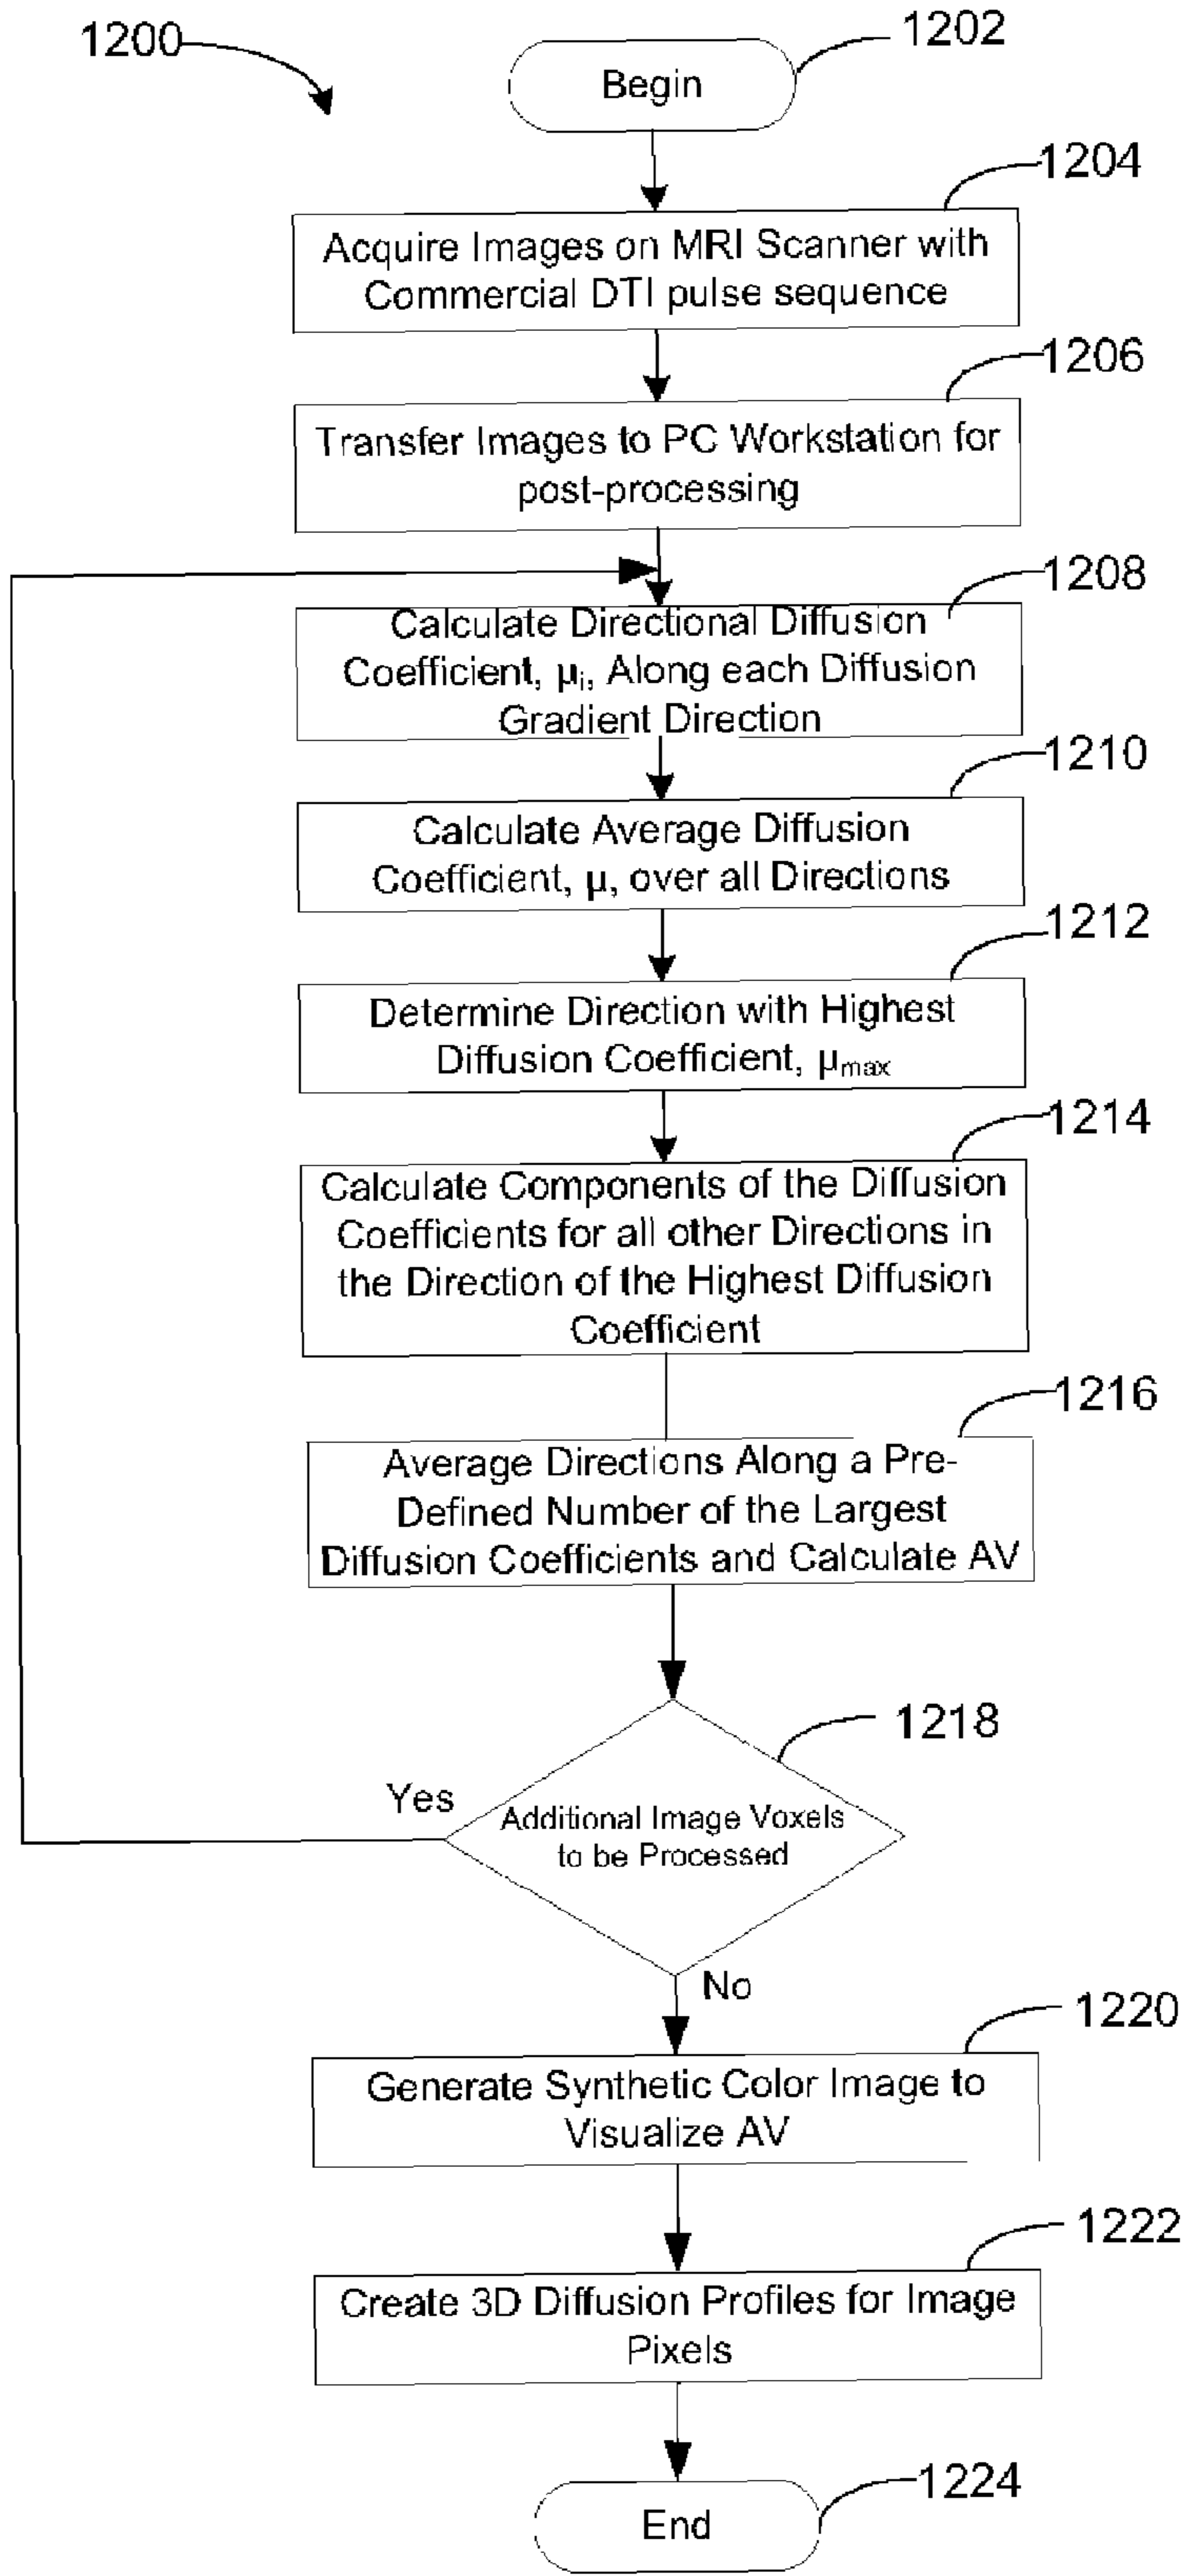 1200
1202
Begin
1204
Acquire Images on MRI Scanner with
Commercial DTI pulse sequence
1206
Transfer Images to PC Workstation for
post-processing
1208
Calculate Directional Diffusion
Coefficient, μi, Along each Diffusion
Gradient Direction
1210
Calculate Average Diffusion
Coefficient, μ, over all Directions
1212
Determine Direction with Highest
Diffusion Coefficient, μmax
1214
Calculate Components of the Diffusion
Coefficients for all other Directions in
the Direction of the Highest Diffusion
Coefficient
1216
Average Directions Along a Pre-
Defined Number of the Largest
Diffusion Coefficients and Calculate AV
1218
Yes
Additional Image Voxels
to be Processed
No
1220
Generate Synthetic Color Image to
Visualize AV
1222
Create 3D Diffusion Profiles for Image
Pixels
1224
End